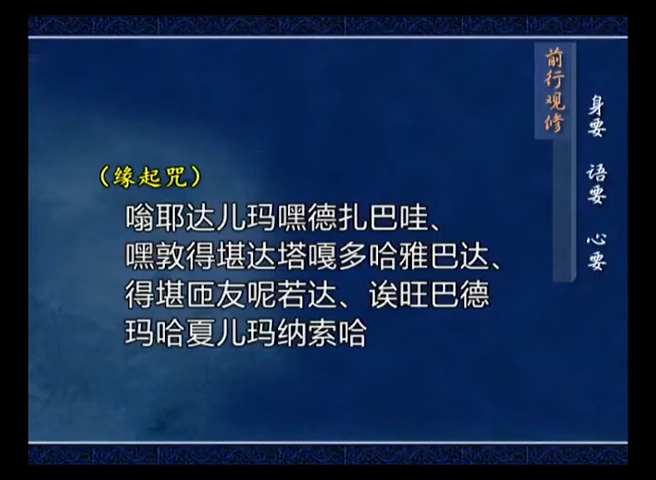 前行观修
身要 语要 心要
（缘起咒）
嗡耶达儿玛嘿德扎巴哇、
嘿敦得堪达塔嘎多哈雅巴达、
得堪匝友呢若达、诶旺巴德
玛哈夏儿玛纳索哈